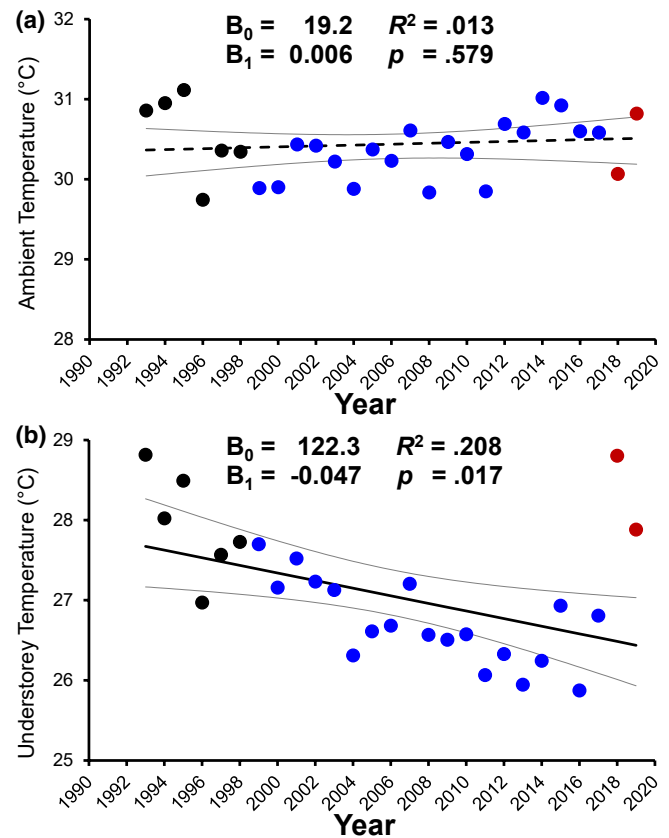 (a)
B0 = 19.2 R2 = .013
B1 = 0.006 p = .579
Ambient Temperature (°C)
32
31
30
29
28
1990 1992 1994 1996 1998 2000 2002 2004 2006 2008 2010 2012 2014 2016 2018 2020
Year
(b)
B0 = 122.3 R2 = .208
B1 = -0.047 p = .017
Understorey Temperature (°C)
29
28
27
26
25
1990 1992 1994 1996 1998 2000 2002 2004 2006 2008 2010 2012 2014 2016 2018 2020
Year